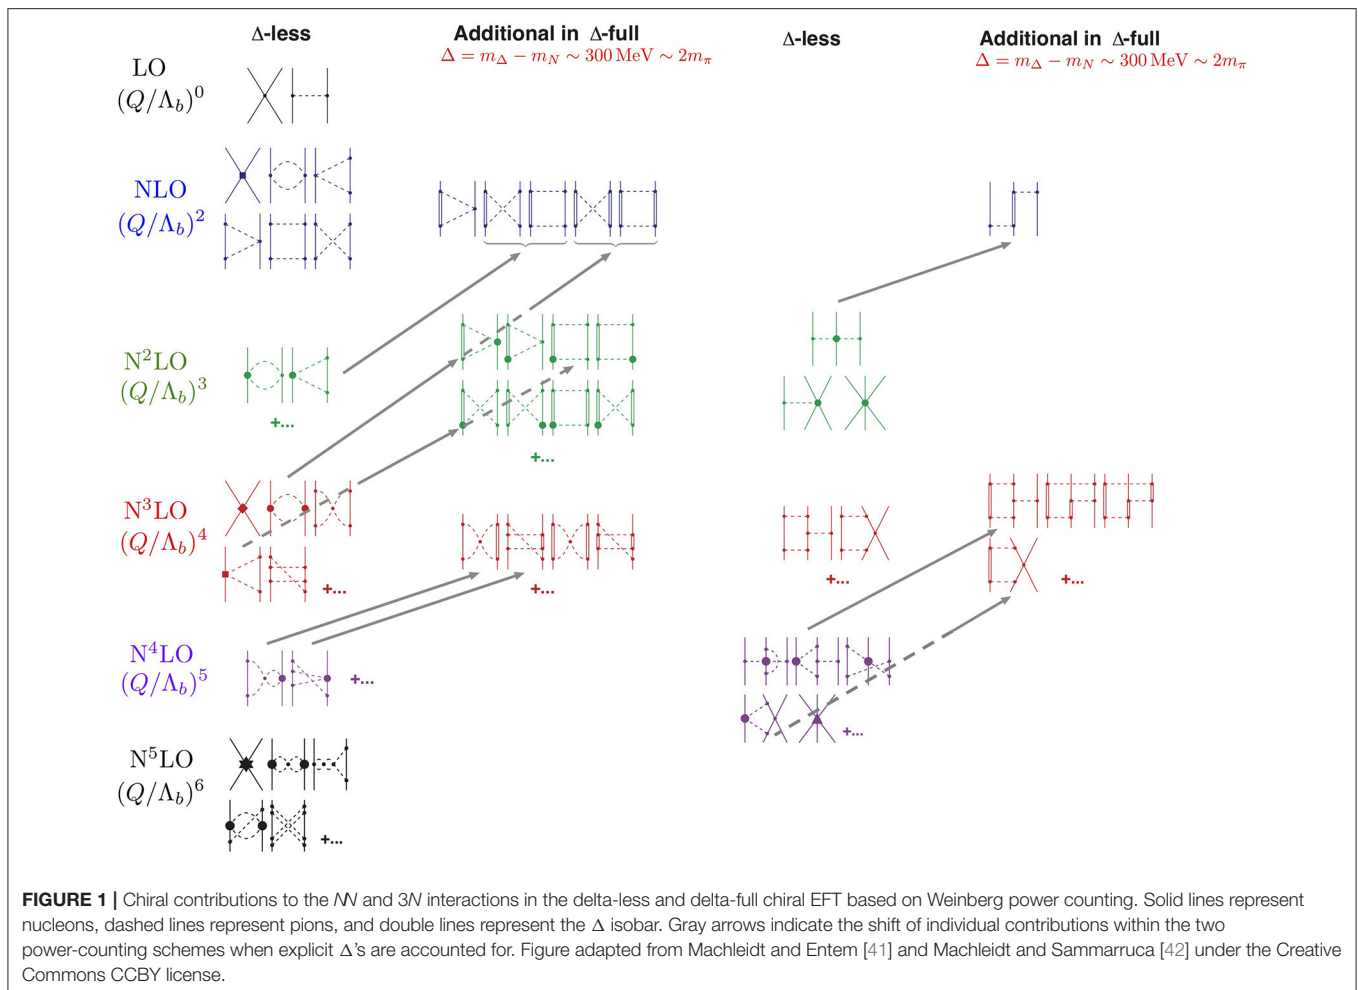 Δ-less
Additional in Δ-full
Δ = m_Δ − m_N ∼ 300 MeV ∼ 2m_π
Δ-less
Additional in Δ-full
Δ = m_Δ − m_N ∼ 300 MeV ∼ 2m_π
LO
(Q/Λ_b)^0
NLO
(Q/Λ_b)^2
N^2LO
(Q/Λ_b)^3
+...
+...
N^3LO
(Q/Λ_b)^4
+...
+...
+...
+...
N^4LO
(Q/Λ_b)^5
+...
+...
N^5LO
(Q/Λ_b)^6
+...
FIGURE 1 | Chiral contributions to the NN and 3N interactions in the delta-less and delta-full chiral EFT based on Weinberg power counting. Solid lines represent
nucleons, dashed lines represent pions, and double lines represent the Δ isobar. Gray arrows indicate the shift of individual contributions within the two
power-counting schemes when explicit Δ's are accounted for. Figure adapted from Machleidt and Entem [41] and Machleidt and Sammarruca [42] under the Creative
Commons CCBY license.